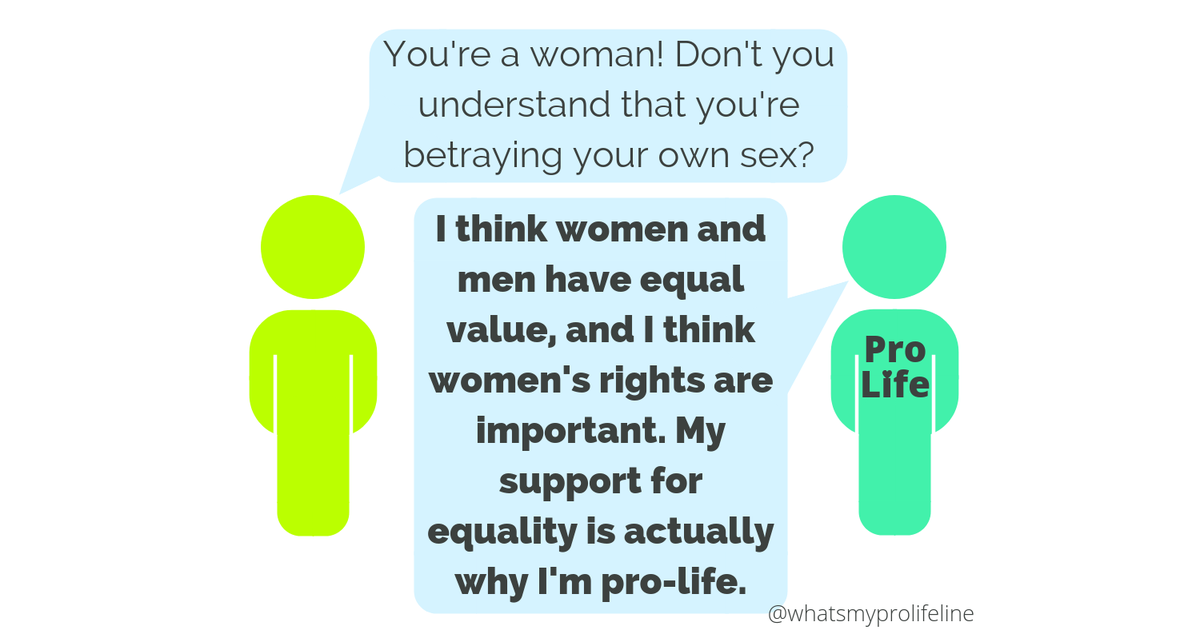 You're a woman! Don't you
understand that you're
betraying your own sex?
I think women and
men have equal
value, and I think
women's rights are
important. My
support for
equality is actually
why I'm pro-life.
Pro
Life
@whatsmyprolifeline